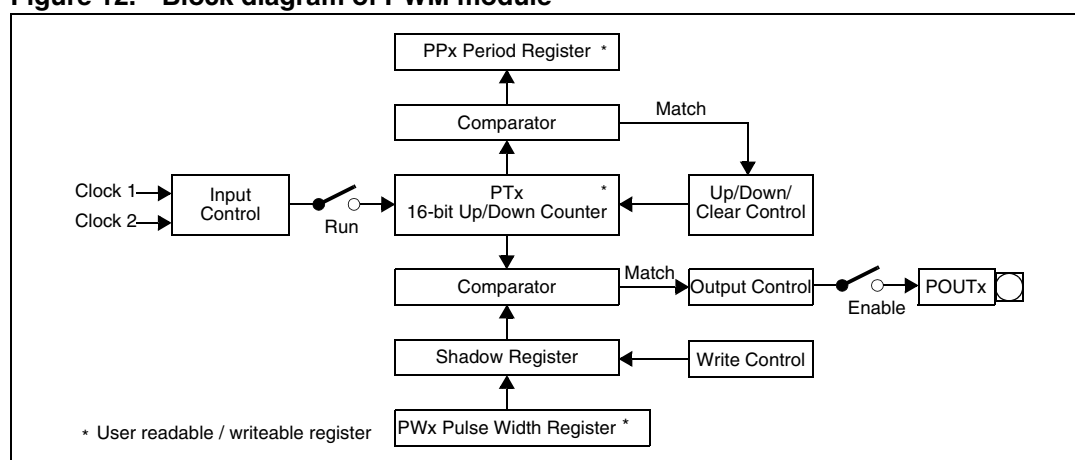 Figure 12. Block diagram of PWM module
PPx Period Register *
Comparator
Match
Clock 1
Clock 2
Input
Control
Run
PTx *
16-bit Up/Down Counter
Up/Down/
Clear Control
Comparator
Match
Output Control
Enable
POUTx
Shadow Register
Write Control
* User readable / writeable register
PWx Pulse Width Register *